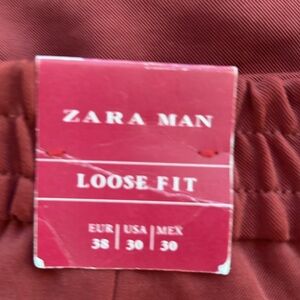 ZARA MAN
LOOSE FIT
EUR | USA | MEX
38 | 30 | 30